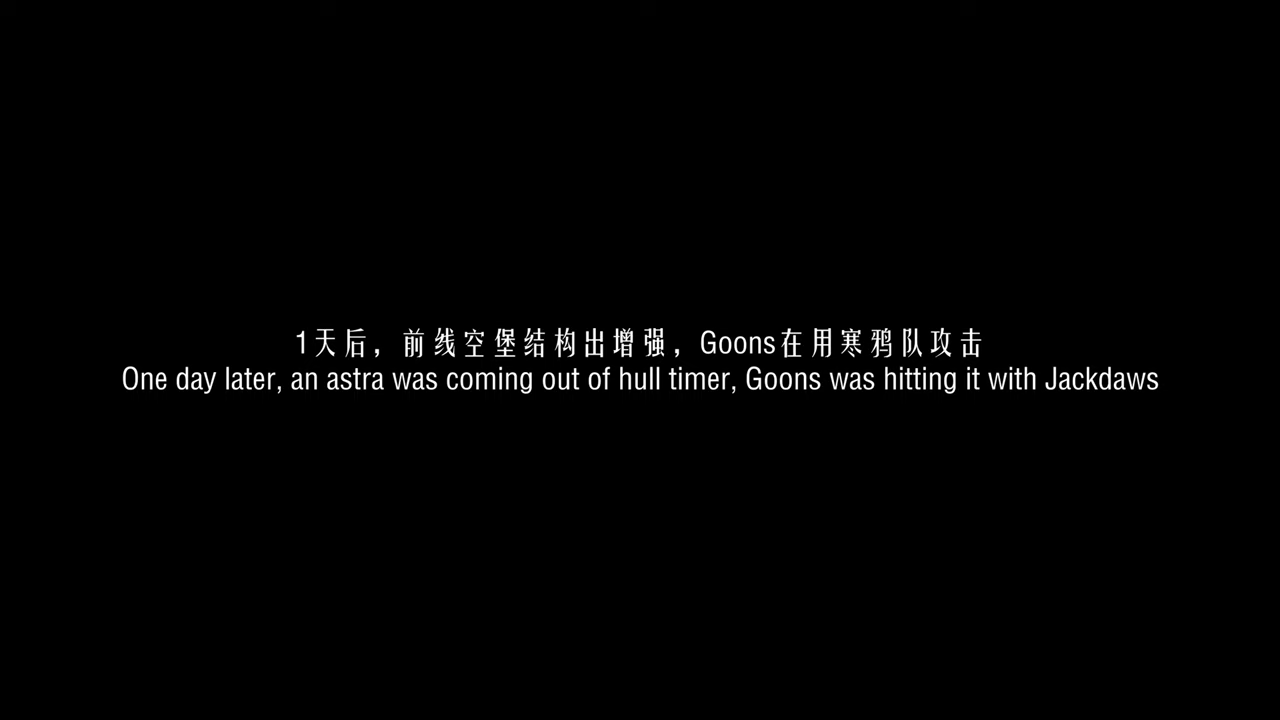 1天后，前线空堡结构出增强，Goons在用寒鸦队攻击
One day later, an astra was coming out of hull timer, Goons was hitting it with Jackdaws